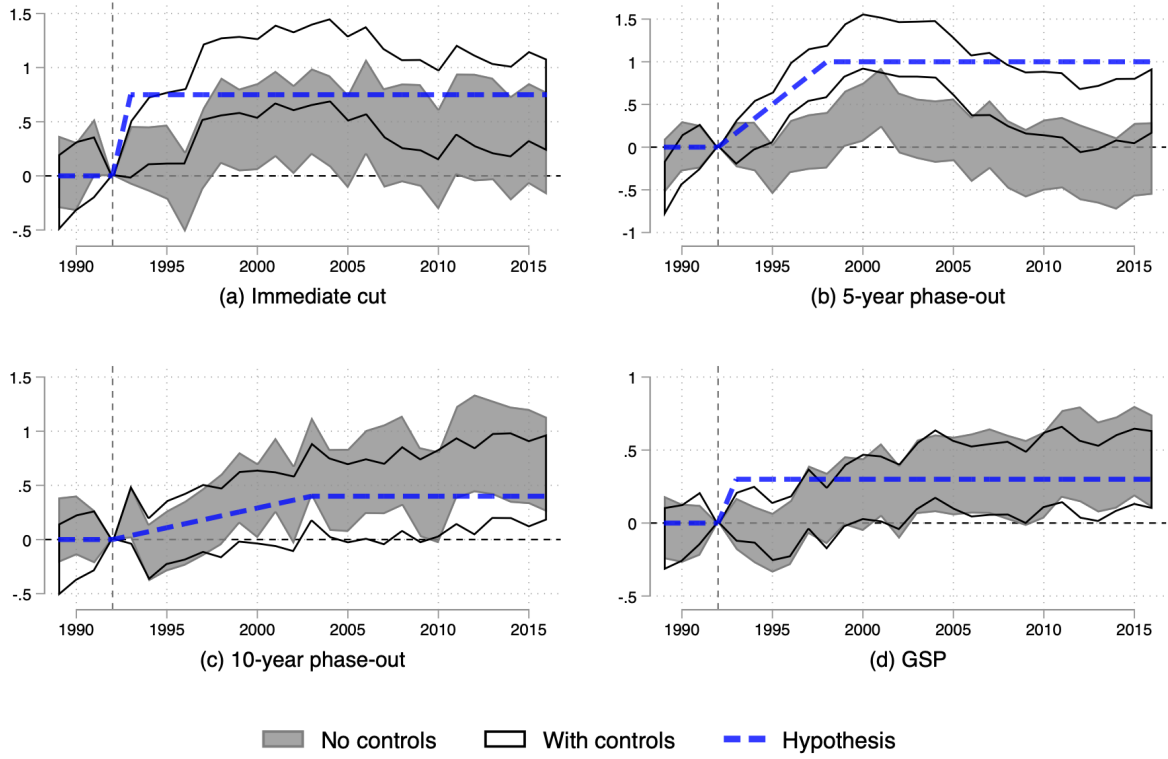 1.5
1
.5
0
-.5
1990 1995 2000 2005 2010 2015
(a) Immediate cut
1.5
1
.5
0
-.5
-1
1990 1995 2000 2005 2010 2015
(b) 5-year phase-out
1.5
1
.5
0
-.5
1990 1995 2000 2005 2010 2015
(c) 10-year phase-out
1
.5
0
-.5
1990 1995 2000 2005 2010 2015
(d) GSP
No controls With controls Hypothesis